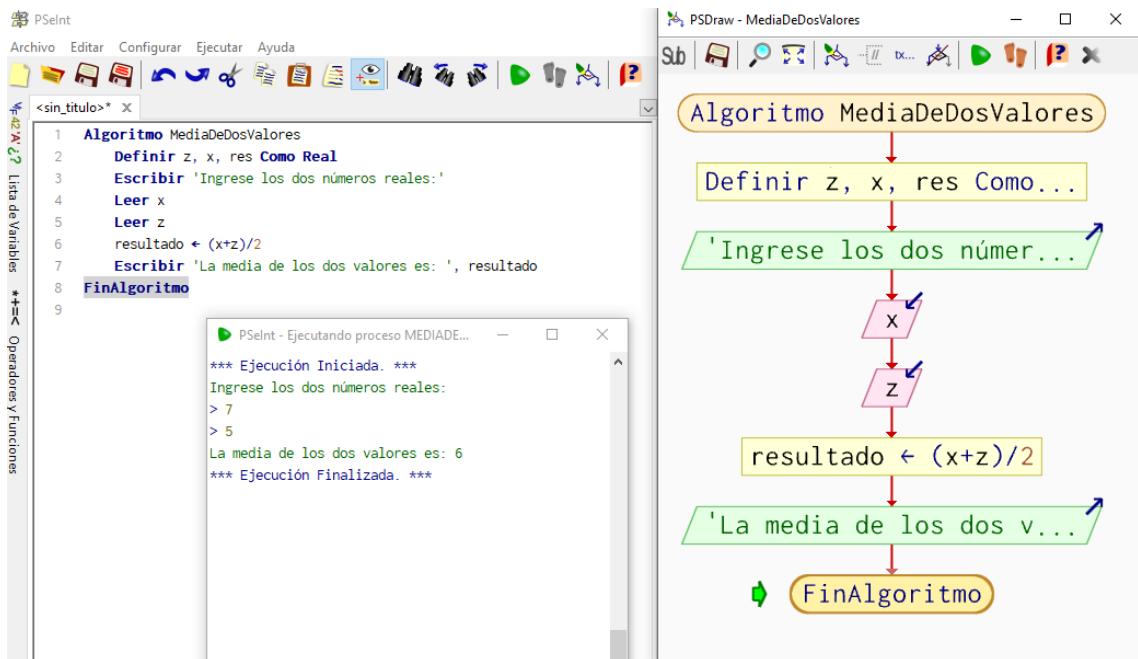 PSeInt
Archivo Editar Configurar Ejecutar Ayuda
<sin_titulo>* X
42 'A' ¿? Lista de Variables
*+=< Operadores y Funciones
1 Algoritmo MediaDeDosValores
2 Definir z, x, res Como Real
3 Escribir 'Ingrese los dos números reales:'
4 Leer x
5 Leer z
6 resultado ← (x+z)/2
7 Escribir 'La media de los dos valores es: ', resultado
8 FinAlgoritmo
9
PSeInt - Ejecutando proceso MEDIADE...
*** Ejecución Iniciada. ***
Ingrese los dos números reales:
> 7
> 5
La media de los dos valores es: 6
*** Ejecución Finalizada. ***
PSDraw - MediaDeDosValores
Sub // tx...
Algoritmo MediaDeDosValores
Definir z, x, res Como...
'Ingrese los dos númer...
x
z
resultado ← (x+z)/2
'La media de los dos v...
FinAlgoritmo